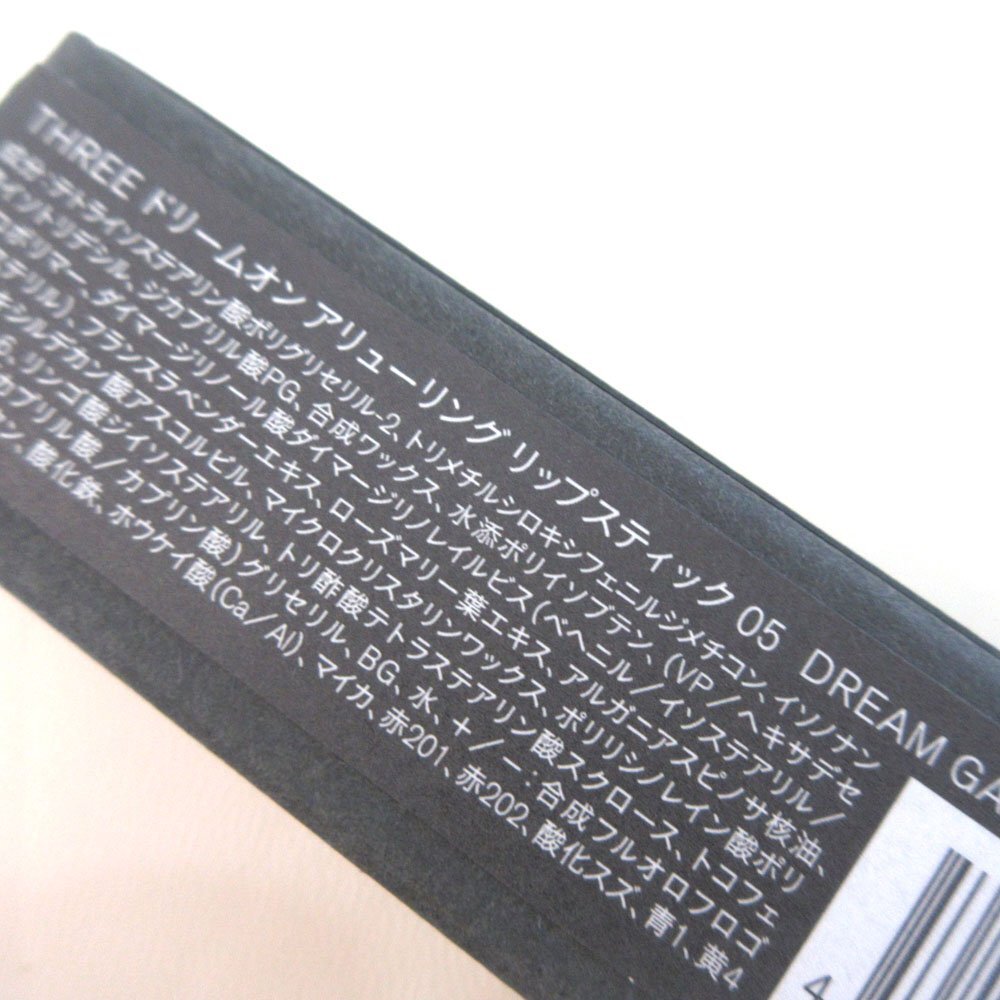 THREE ドリームオン アリューリング リップスティック 05 DREAM GA
成分:テトライソステアリン酸ポリグリセリル-2、トリメチルシロキシフェニルジメチコン、イソノナン
イソトリデシル、ジカプリル酸PG、合成ワックス、水添ポリイソブテン、(VP/ヘキサデセ
ポリマー、ダイマージリノール酸ダイマージリノレイルビス(ベヘニル/イソステアリル/
ステリル)、フランスラベンダーエキス、ローズマリー葉エキス、アルガニアスピノサ核油、
シルデカン酸アスコルビル、マイクロクリスタリンワックス、ポリリシノレイン酸ポリ
6、リンゴ酸ジイソステアリル、トリ酢酸テトラステアリン酸スクロース、トコフェ
カプリル酸/カプリン酸)グリセリル、BG、水、+/-:合成フルオロフロゴ
ン、酸化鉄、ホウケイ酸(Ca/Al)、マイカ、赤201、赤202、酸化スズ、青1、黄4
4